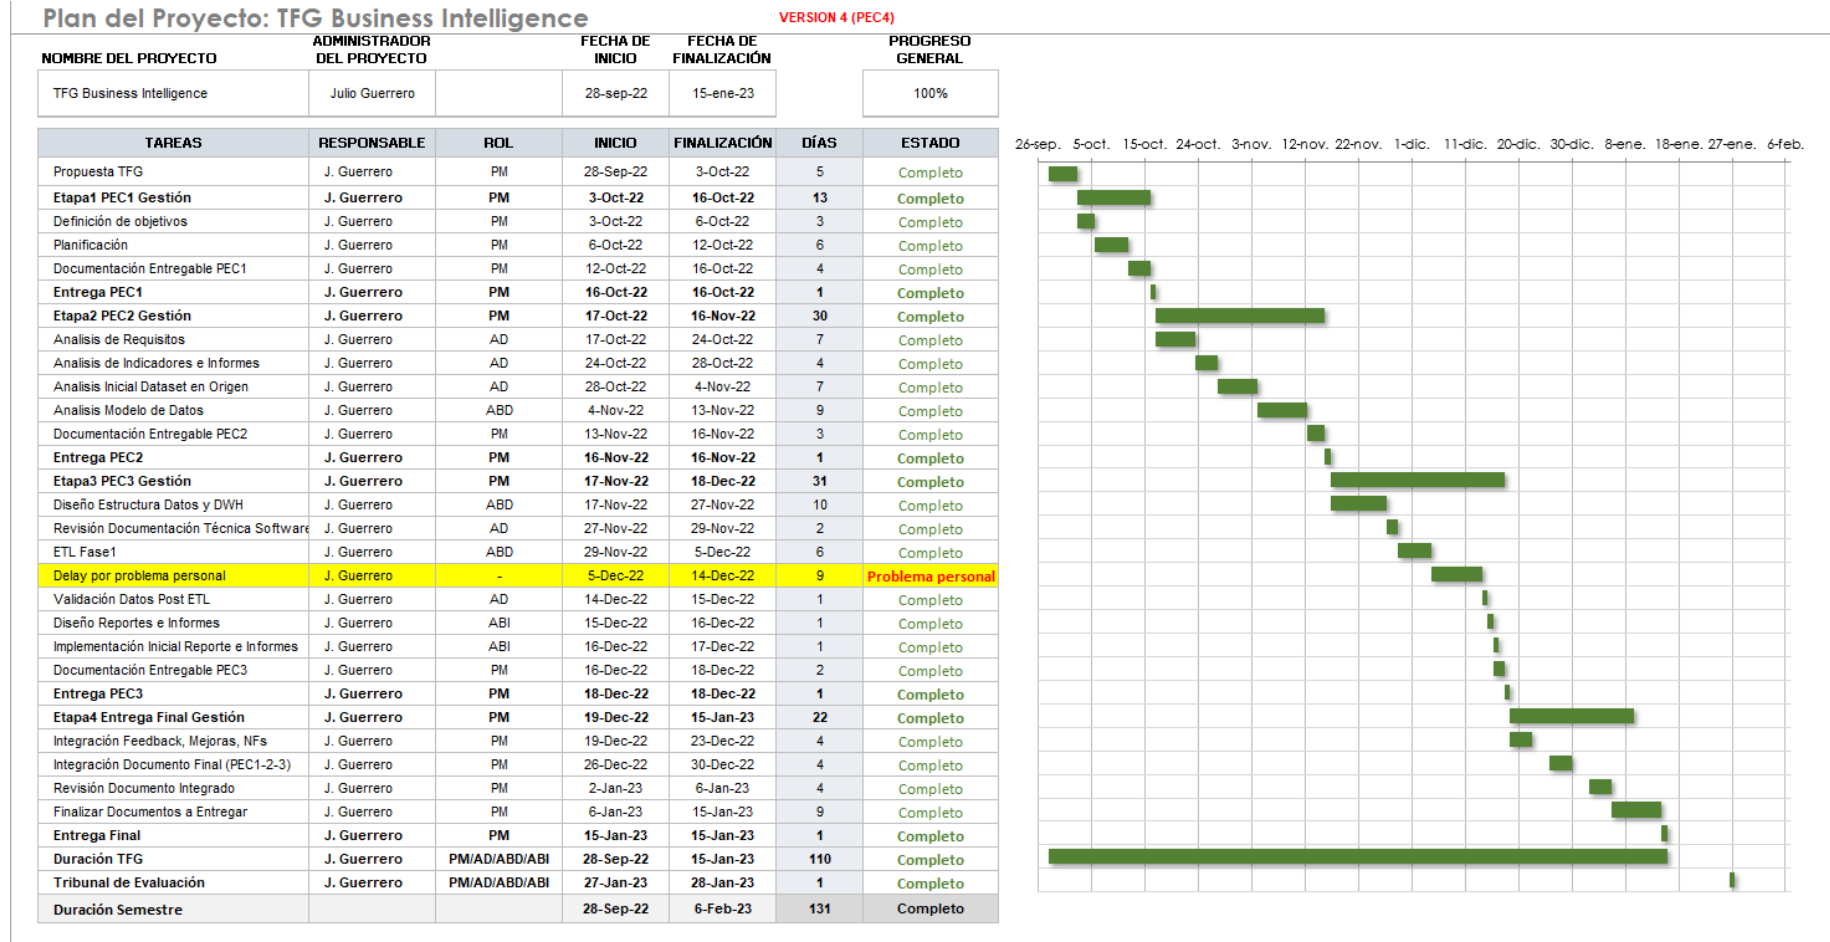 Plan del Proyecto: TFG Business Intelligence VERSION 4 (PEC4)
NOMBRE DEL PROYECTO ADMINISTRADOR DEL PROYECTO FECHA DE INICIO FECHA DE FINALIZACIÓN PROGRESO GENERAL
TFG Business Intelligence Julio Guerrero 28-sep-22 15-ene-23 100%
TAREAS RESPONSABLE ROL INICIO FINALIZACIÓN DÍAS ESTADO
26-sep. 5-oct. 15-oct. 24-oct. 3-nov. 12-nov. 22-nov. 1-dic. 11-dic. 20-dic. 30-dic. 8-ene. 18-ene. 27-ene. 6-feb.
Propuesta TFG J. Guerrero PM 28-Sep-22 3-Oct-22 5 Completo
Etapa1 PEC1 Gestión J. Guerrero PM 3-Oct-22 16-Oct-22 13 Completo
Definición de objetivos J. Guerrero PM 3-Oct-22 6-Oct-22 3 Completo
Planificación J. Guerrero PM 6-Oct-22 12-Oct-22 6 Completo
Documentación Entregable PEC1 J. Guerrero PM 12-Oct-22 16-Oct-22 4 Completo
Entrega PEC1 J. Guerrero PM 16-Oct-22 16-Oct-22 1 Completo
Etapa2 PEC2 Gestión J. Guerrero PM 17-Oct-22 16-Nov-22 30 Completo
Analisis de Requisitos J. Guerrero AD 17-Oct-22 24-Oct-22 7 Completo
Analisis de Indicadores e Informes J. Guerrero AD 24-Oct-22 28-Oct-22 4 Completo
Analisis Inicial Dataset en Origen J. Guerrero AD 28-Oct-22 4-Nov-22 7 Completo
Analisis Modelo de Datos J. Guerrero ABD 4-Nov-22 13-Nov-22 9 Completo
Documentación Entregable PEC2 J. Guerrero PM 13-Nov-22 16-Nov-22 3 Completo
Entrega PEC2 J. Guerrero PM 16-Nov-22 16-Nov-22 1 Completo
Etapa3 PEC3 Gestión J. Guerrero PM 17-Nov-22 18-Dec-22 31 Completo
Diseño Estructura Datos y DWH J. Guerrero ABD 17-Nov-22 27-Nov-22 10 Completo
Revisión Documentación Técnica Software J. Guerrero AD 27-Nov-22 29-Nov-22 2 Completo
ETL Fase1 J. Guerrero ABD 29-Nov-22 5-Dec-22 6 Completo
Delay por problema personal J. Guerrero - 5-Dec-22 14-Dec-22 9 Problema personal
Validación Datos Post ETL J. Guerrero AD 14-Dec-22 15-Dec-22 1 Completo
Diseño Reportes e Informes J. Guerrero ABI 15-Dec-22 16-Dec-22 1 Completo
Implementación Inicial Reporte e Informes J. Guerrero ABI 16-Dec-22 17-Dec-22 1 Completo
Documentación Entregable PEC3 J. Guerrero PM 16-Dec-22 18-Dec-22 2 Completo
Entrega PEC3 J. Guerrero PM 18-Dec-22 18-Dec-22 1 Completo
Etapa4 Entrega Final Gestión J. Guerrero PM 19-Dec-22 15-Jan-23 22 Completo
Integración Feedback, Mejoras, NFs J. Guerrero PM 19-Dec-22 23-Dec-22 4 Completo
Integración Documento Final (PEC1-2-3) J. Guerrero PM 26-Dec-22 30-Dec-22 4 Completo
Revisión Documento Integrado J. Guerrero PM 2-Jan-23 6-Jan-23 4 Completo
Finalizar Documentos a Entregar J. Guerrero PM 6-Jan-23 15-Jan-23 9 Completo
Entrega Final J. Guerrero PM 15-Jan-23 15-Jan-23 1 Completo
Duración TFG J. Guerrero PM/AD/ABD/ABI 28-Sep-22 15-Jan-23 110 Completo
Tribunal de Evaluación J. Guerrero PM/AD/ABD/ABI 27-Jan-23 28-Jan-23 1 Completo
Duración Semestre 28-Sep-22 6-Feb-23 131 Completo